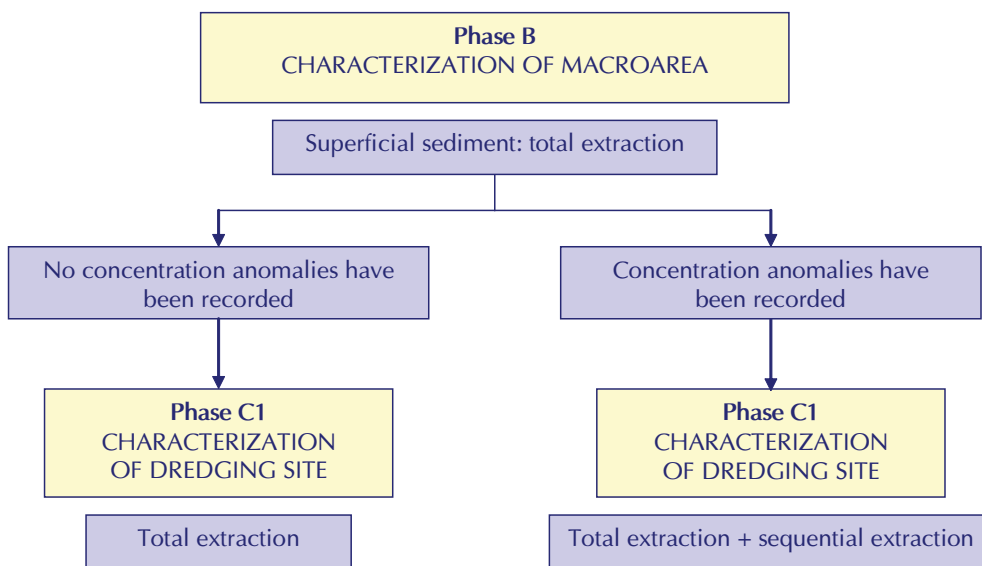 Phase B
CHARACTERIZATION OF MACROAREA
Superficial sediment: total extraction
No concentration anomalies have
been recorded
Concentration anomalies have
been recorded
Phase C1
CHARACTERIZATION
OF DREDGING SITE
Phase C1
CHARACTERIZATION
OF DREDGING SITE
Total extraction
Total extraction + sequential extraction